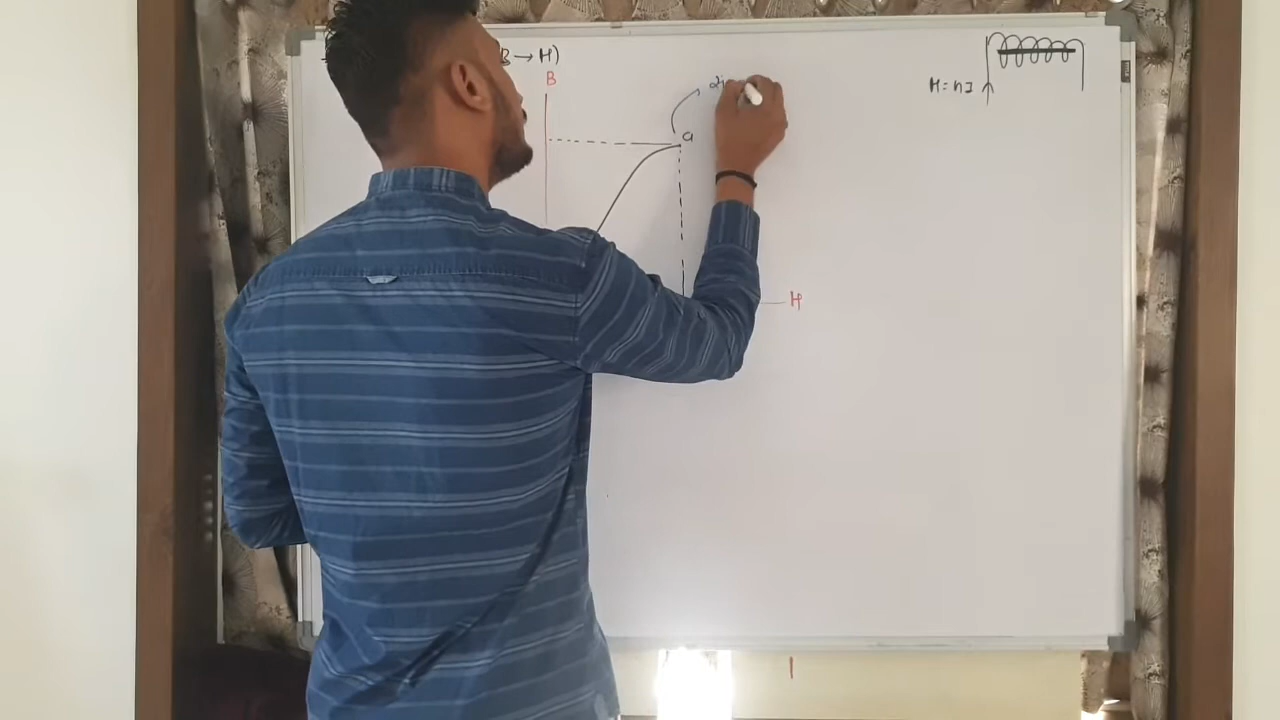 B → H)
B
H = nI
a
H